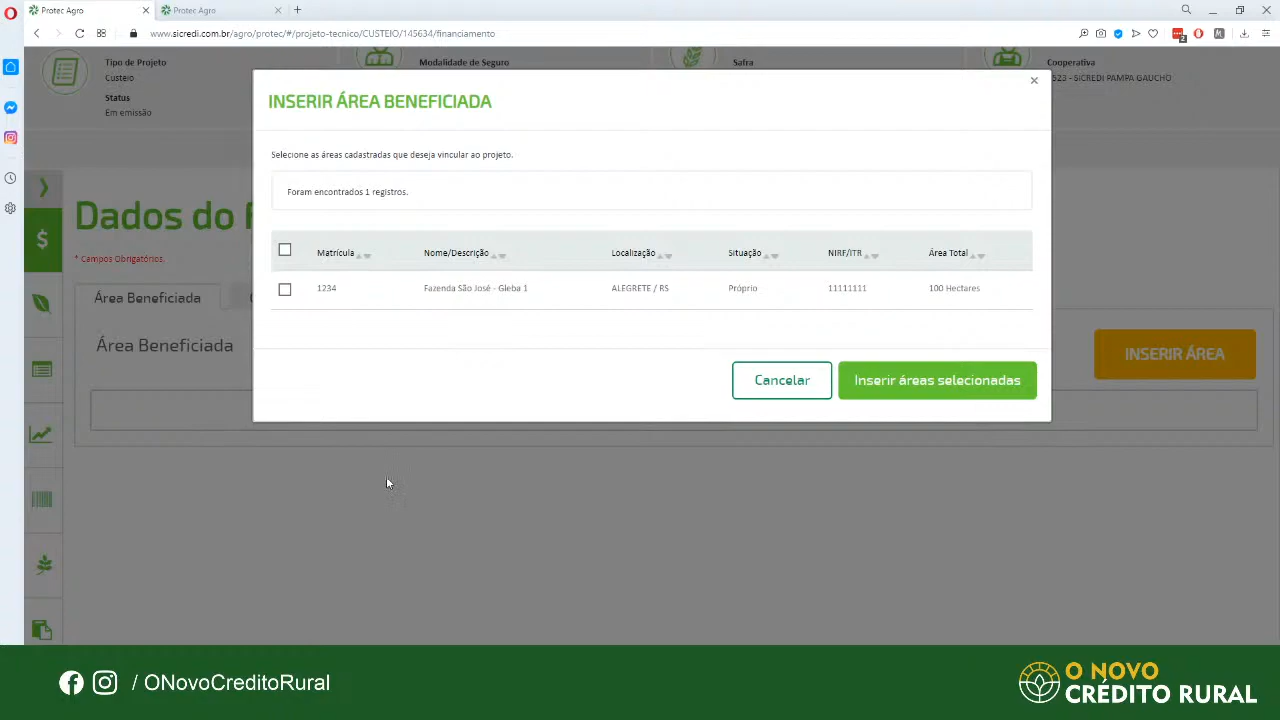 Protec Agro
Protec Agro
www.sicredi.com.br/agro/protec/#/projeto-tecnico/CUSTEIO/145634/financiamento
Tipo de Projeto
Custeio
Status
Em emissão
Modalidade de Seguro
Safra
Cooperativa
523 - SICREDI PAMPA GAUCHO
INSERIR ÁREA BENEFICIADA
Selecione as áreas cadastradas que deseja vincular ao projeto.
Foram encontrados 1 registros.
Matrícula Nome/Descrição Localização Situação NIRF/ITR Área Total
1234 Fazenda São José - Gleba 1 ALEGRETE / RS Próprio 11111111 100 Hectares
Cancelar Inserir áreas selecionadas
Dados do
* Campos Obrigatórios.
Área Beneficiada
Área Beneficiada
INSERIR ÁREA
/ ONovoCreditoRural
O NOVO
CRÉDITO RURAL